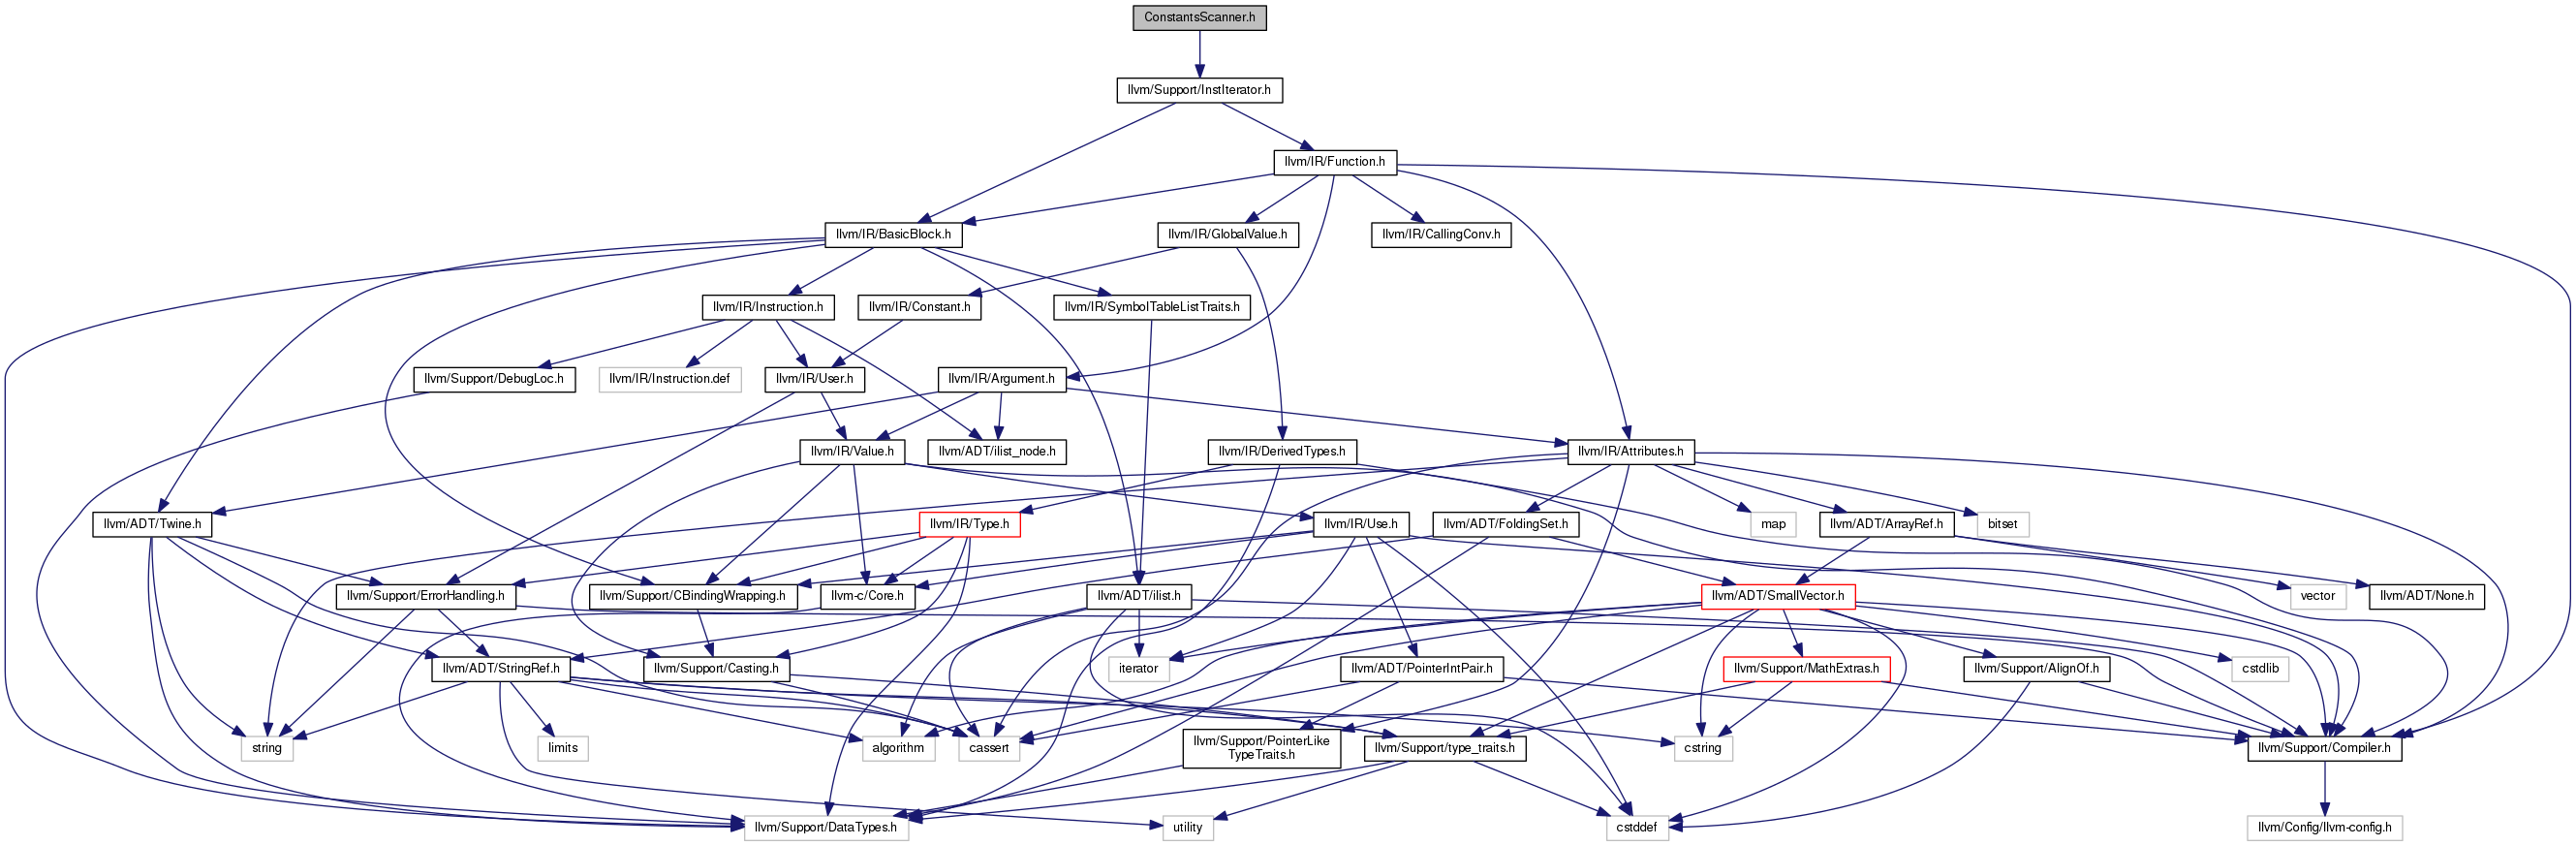 ConstantsScanner.h
llvm/Support/InstIterator.h
llvm/IR/Function.h
llvm/IR/BasicBlock.h
llvm/IR/GlobalValue.h
llvm/IR/CallingConv.h
llvm/IR/Instruction.h
llvm/IR/Constant.h
llvm/IR/SymbolTableListTraits.h
llvm/Support/DebugLoc.h
llvm/IR/Instruction.def
llvm/IR/User.h
llvm/IR/Argument.h
llvm/IR/Value.h
llvm/ADT/ilist_node.h
llvm/IR/DerivedTypes.h
llvm/IR/Attributes.h
llvm/ADT/Twine.h
llvm/IR/Type.h
llvm/IR/Use.h
llvm/ADT/FoldingSet.h
map
llvm/ADT/ArrayRef.h
bitset
llvm/Support/ErrorHandling.h
llvm/Support/CBindingWrapping.h
llvm-c/Core.h
llvm/ADT/ilist.h
llvm/ADT/SmallVector.h
vector
llvm/ADT/None.h
llvm/ADT/StringRef.h
llvm/Support/Casting.h
iterator
llvm/ADT/PointerIntPair.h
llvm/Support/MathExtras.h
llvm/Support/AlignOf.h
cstdlib
string
limits
algorithm
cassert
llvm/Support/PointerLike
TypeTraits.h
llvm/Support/type_traits.h
cstring
llvm/Support/Compiler.h
llvm/Support/DataTypes.h
utility
cstddef
llvm/Config/llvm-config.h